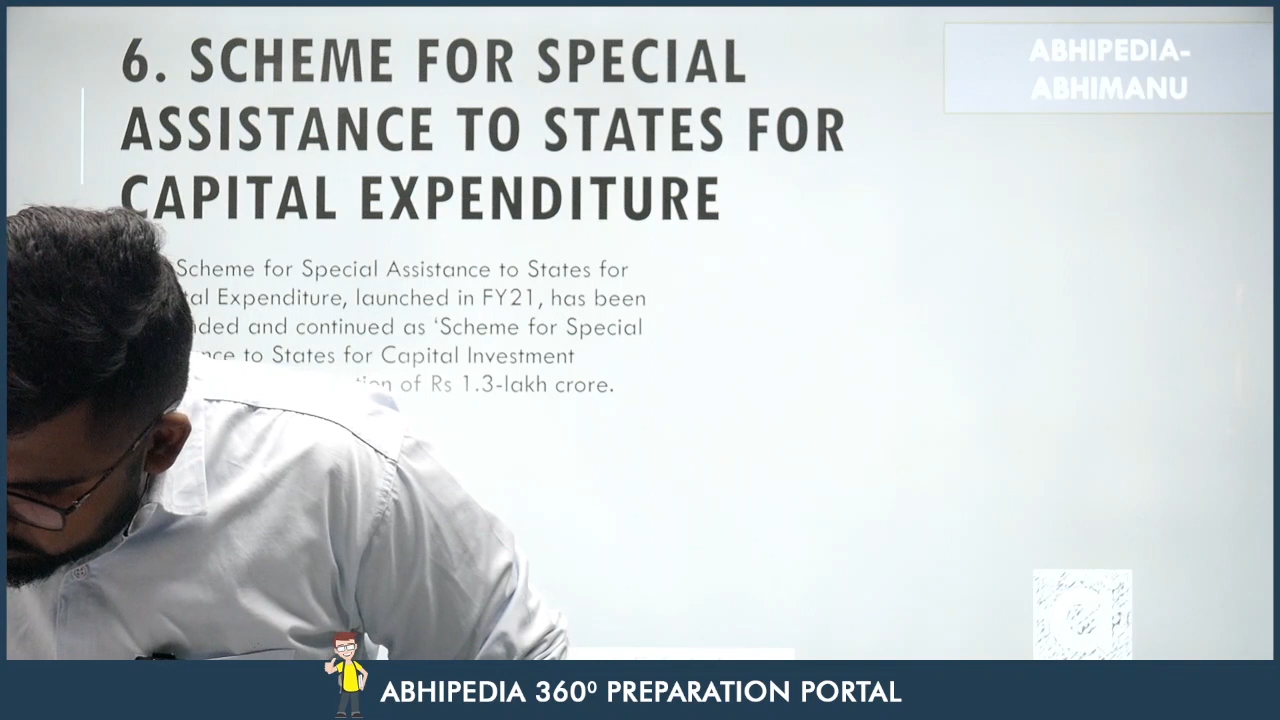 6. SCHEME FOR SPECIAL
ASSISTANCE TO STATES FOR
CAPITAL EXPENDITURE
ABHIPEDIA-
ABHIMANU
Scheme for Special Assistance to States for
Expenditure, launched in FY21, has been
and continued as ‘Scheme for Special
to States for Capital Investment
of Rs 1.3-lakh crore.
ABHIPEDIA 360⁰ PREPARATION PORTAL